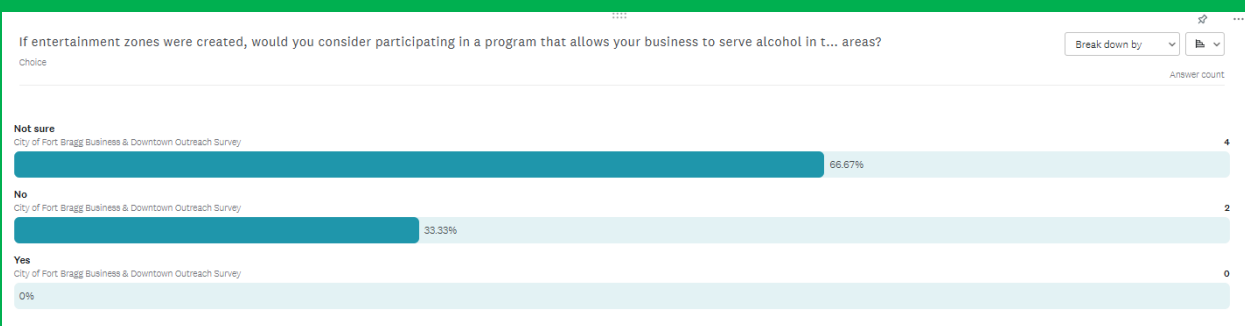 If entertainment zones were created, would you consider participating in a program that allows your business to serve alcohol in t... areas?
Break down by
Choice
Answer count
Not sure
City of Fort Bragg Business & Downtown Outreach Survey
4
66.67%
No
City of Fort Bragg Business & Downtown Outreach Survey
2
33.33%
Yes
City of Fort Bragg Business & Downtown Outreach Survey
0
0%